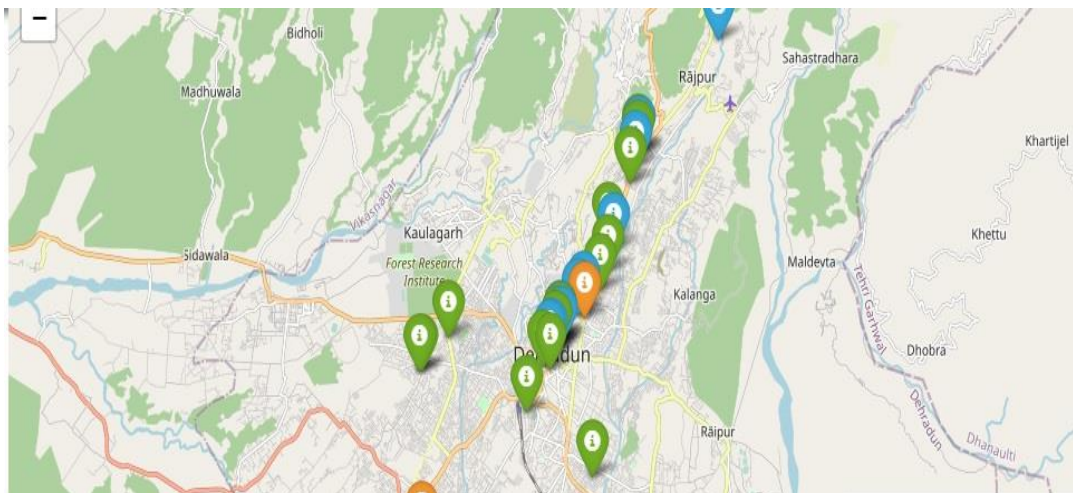 −
Bidholi
Sahastradhara
Rājpur
Madhuwala
Khartijel
Vikasnagar
Kaulagarh
Khettu
Sidawala
Forest Research
Institute
Maldevta
Tehri Garhwal
Kalanga
Dhobra
Dehradun
Dehradun
Rāipur
Dhanaulti